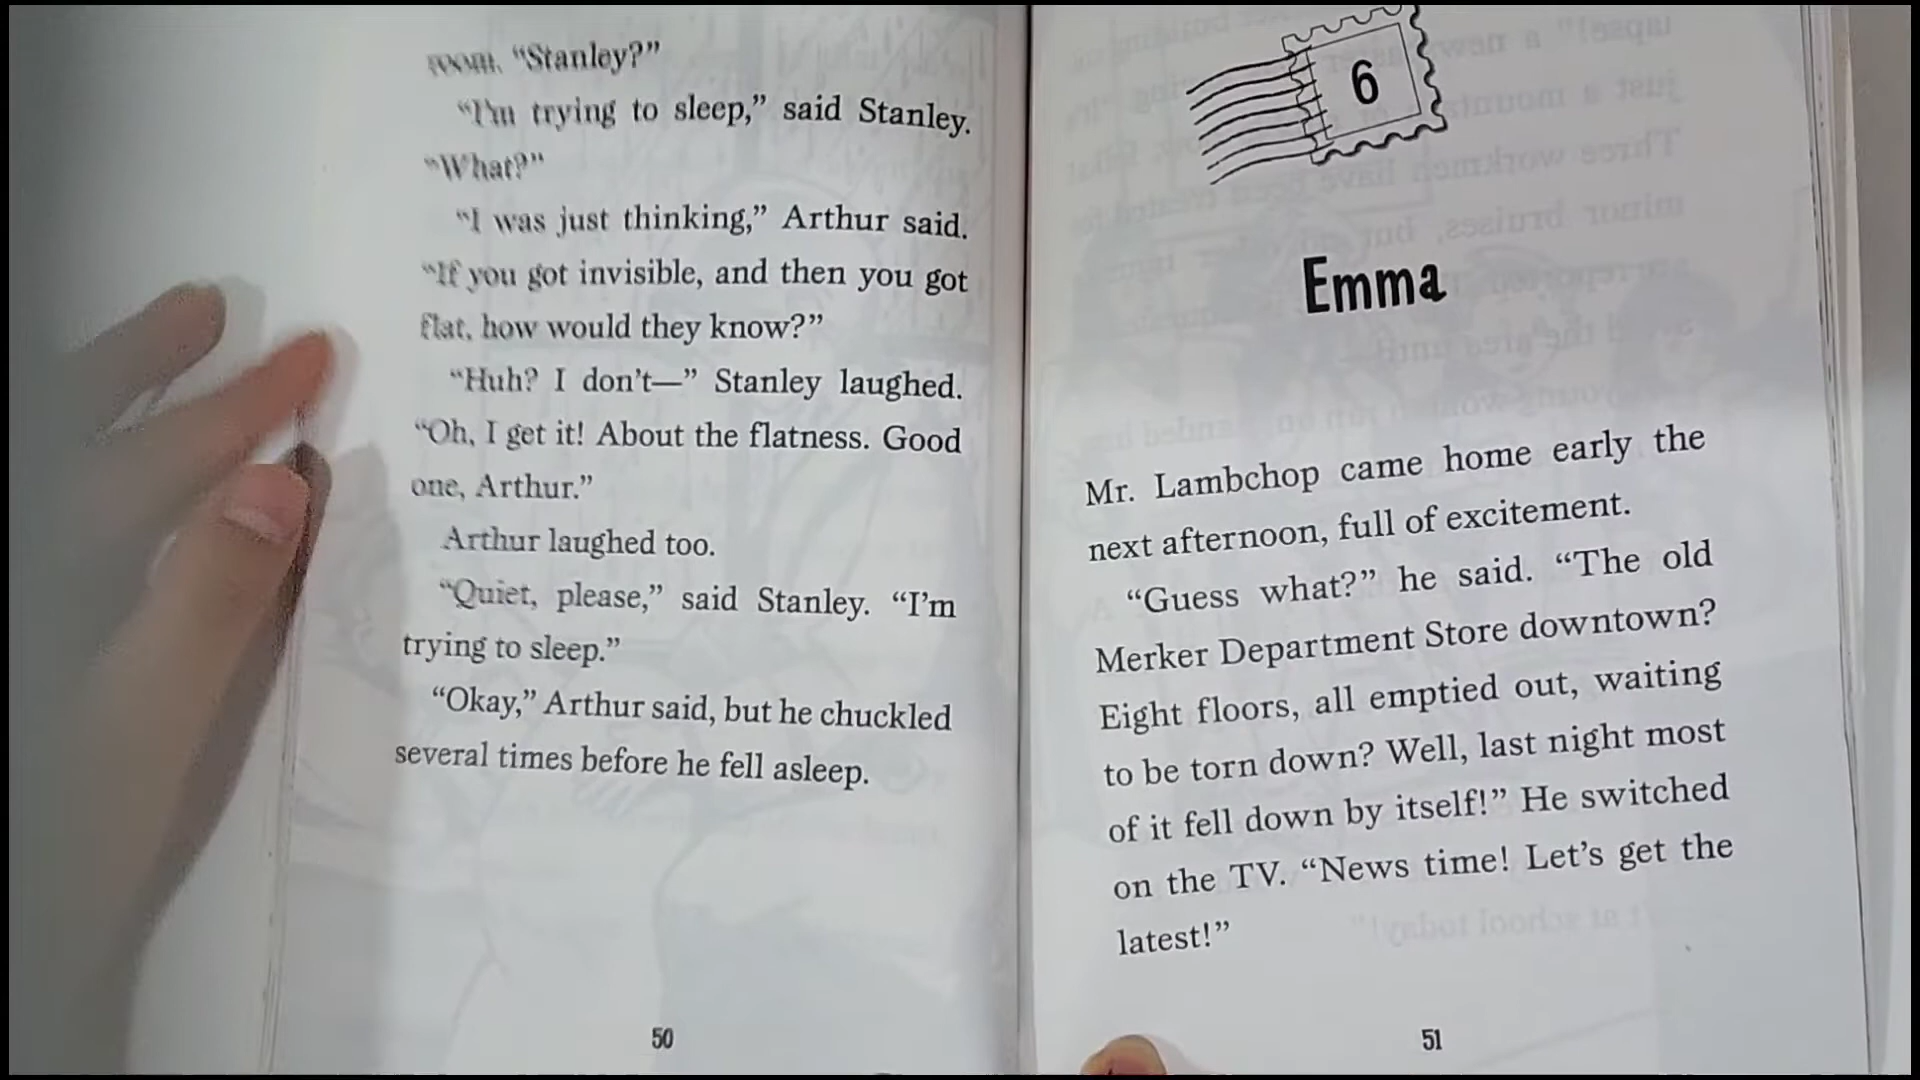 room. “Stanley?”
“I’m trying to sleep,” said Stanley.
“What?”
“I was just thinking,” Arthur said.
“If you got invisible, and then you got
flat, how would they know?”
“Huh? I don’t—” Stanley laughed.
“Oh, I get it! About the flatness. Good
one, Arthur.”
Arthur laughed too.
“Quiet, please,” said Stanley. “I’m
trying to sleep.”
“Okay,” Arthur said, but he chuckled
several times before he fell asleep.
50
6
Emma
Mr. Lambchop came home early the
next afternoon, full of excitement.
“Guess what?” he said. “The old
Merker Department Store downtown?
Eight floors, all emptied out, waiting
to be torn down? Well, last night most
of it fell down by itself!” He switched
on the TV. “News time! Let’s get the
latest!”
51